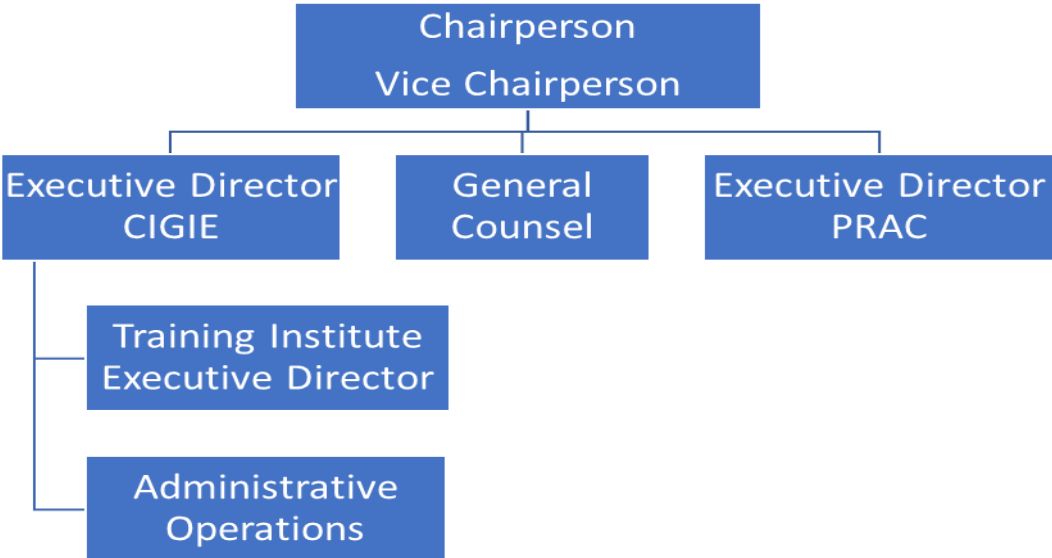 Chairperson
Vice Chairperson
Executive Director
CIGIE
General
Counsel
Executive Director
PRAC
Training Institute
Executive Director
Administrative
Operations